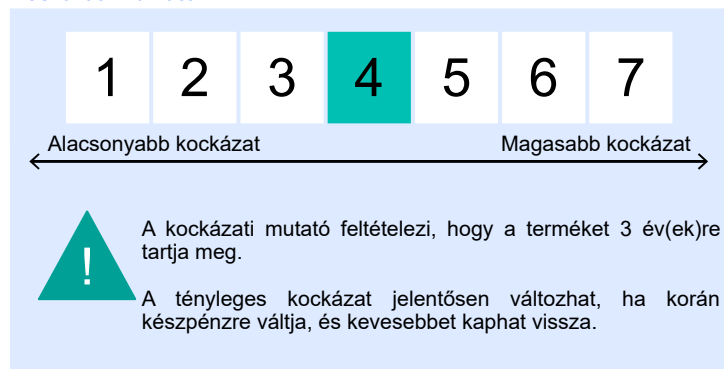 1 2 3 4 5 6 7
Alacsonyabb kockázat Magasabb kockázat
!
A kockázati mutató feltételezi, hogy a terméket 3 év(ek)re
tartja meg.
A tényleges kockázat jelentősen változhat, ha korán
készpénzre váltja, és kevesebbet kaphat vissza.